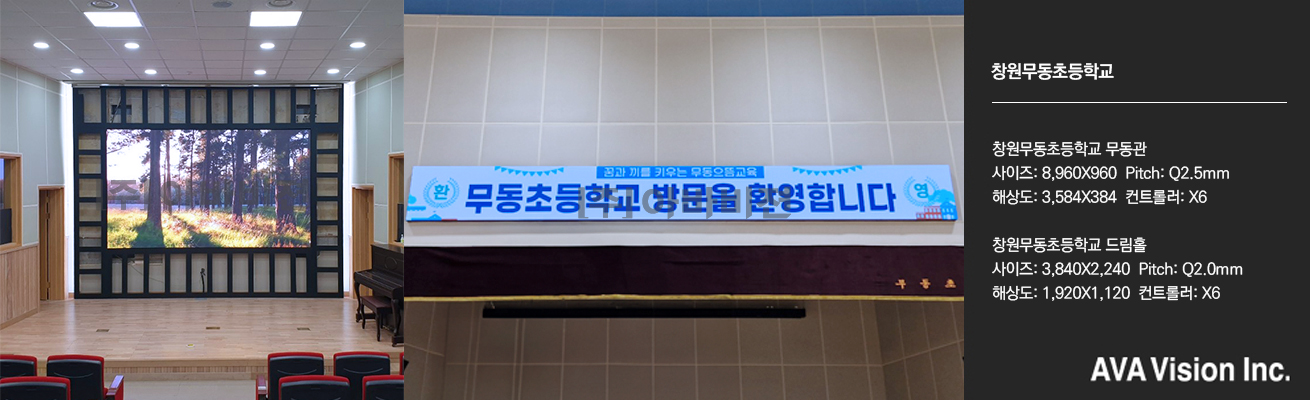 꿈과 끼를 키우는 무동으뜸교육
환 무동초등학교 방문을 환영합니다 영
무 동 초
창원무동초등학교
창원무동초등학교 무동관
사이즈: 8,960X960 Pitch: Q2.5mm
해상도: 3,584X384 컨트롤러: X6
창원무동초등학교 드림홀
사이즈: 3,840X2,240 Pitch: Q2.0mm
해상도: 1,920X1,120 컨트롤러: X6
AVA Vision Inc.